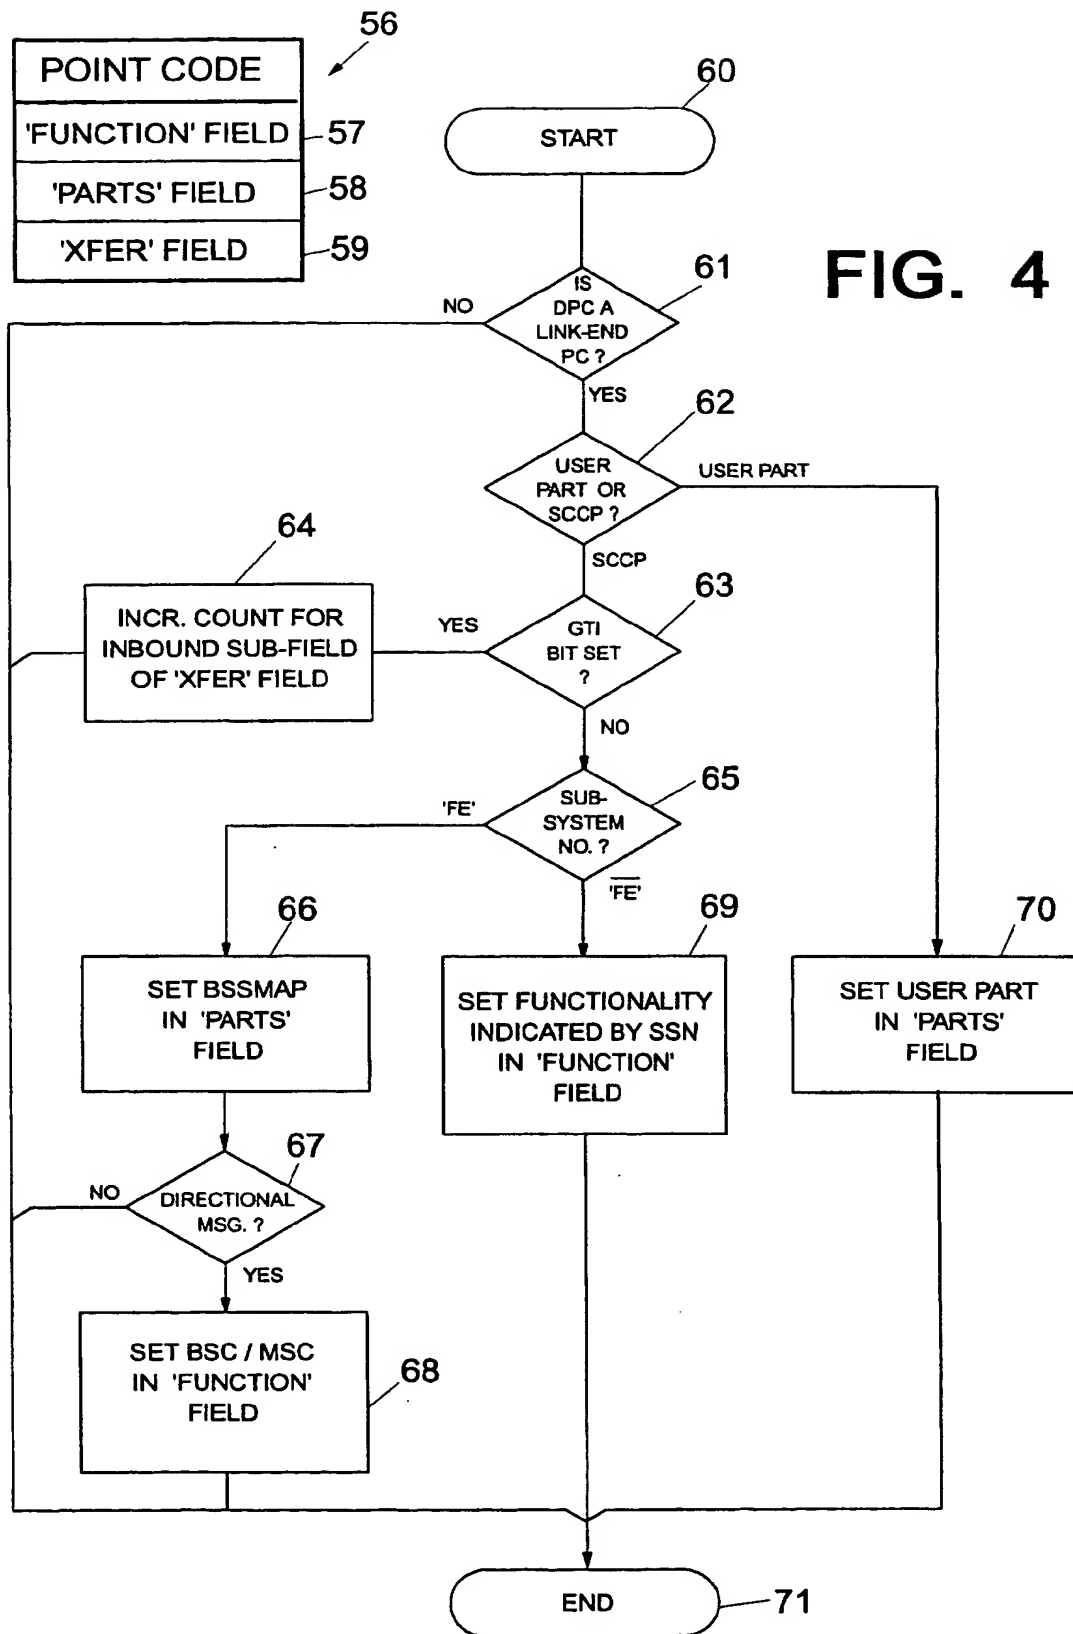 56
POINT CODE
'FUNCTION' FIELD
57
'PARTS' FIELD
58
'XFER' FIELD
59
60
START
FIG. 4
61
IS
DPC A
LINK-END
PC ?
NO
YES
62
USER
PART OR
SCCP ?
USER PART
SCCP
64
INCR. COUNT FOR
INBOUND SUB-FIELD
OF 'XFER' FIELD
YES
63
GTI
BIT SET
?
NO
65
SUB-
SYSTEM
NO. ?
'FE'
'F̅E̅'
66
SET BSSMAP
IN 'PARTS'
FIELD
69
SET FUNCTIONALITY
INDICATED BY SSN
IN 'FUNCTION'
FIELD
70
SET USER PART
IN 'PARTS'
FIELD
67
DIRECTIONAL
MSG. ?
NO
YES
SET BSC / MSC
IN 'FUNCTION'
FIELD
68
END
71